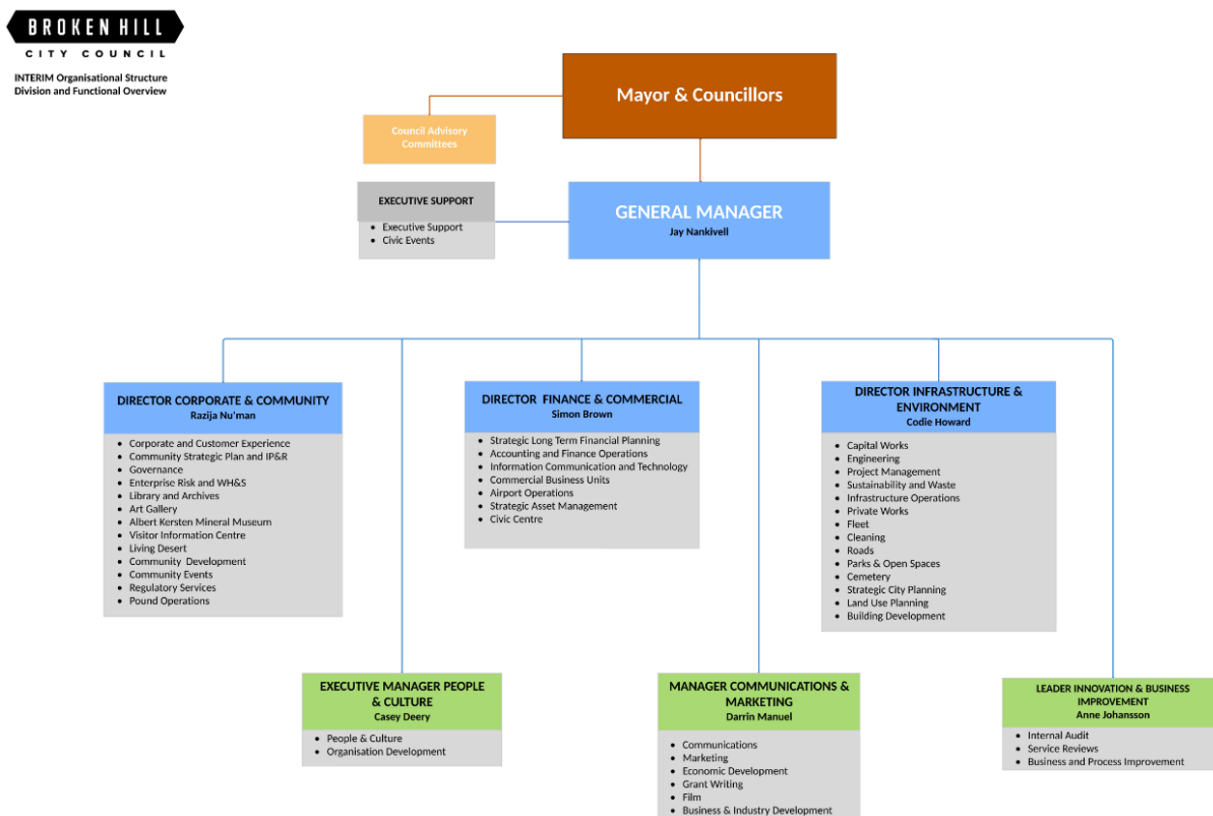 BROKEN HILL
CITY COUNCIL
INTERIM Organisational Structure
Division and Functional Overview
Mayor & Councillors
Council Advisory
Committees
EXECUTIVE SUPPORT
• Executive Support
• Civic Events
GENERAL MANAGER
Jay Nankivell
DIRECTOR CORPORATE & COMMUNITY
Razija Nu'man
• Corporate and Customer Experience
• Community Strategic Plan and IP&R
• Governance
• Enterprise Risk and WH&S
• Library and Archives
• Art Gallery
• Albert Kersten Mineral Museum
• Visitor Information Centre
• Living Desert
• Community Development
• Community Events
• Regulatory Services
• Pound Operations
DIRECTOR FINANCE & COMMERCIAL
Simon Brown
• Strategic Long Term Financial Planning
• Accounting and Finance Operations
• Information Communication and Technology
• Commercial Business Units
• Airport Operations
• Strategic Asset Management
• Civic Centre
DIRECTOR INFRASTRUCTURE &
ENVIRONMENT
Codie Howard
• Capital Works
• Engineering
• Project Management
• Sustainability and Waste
• Infrastructure Operations
• Private Works
• Fleet
• Cleaning
• Roads
• Parks & Open Spaces
• Cemetery
• Strategic City Planning
• Land Use Planning
• Building Development
EXECUTIVE MANAGER PEOPLE
& CULTURE
Casey Deery
• People & Culture
• Organisation Development
MANAGER COMMUNICATIONS &
MARKETING
Darrin Manuel
• Communications
• Marketing
• Economic Development
• Grant Writing
• Film
• Business & Industry Development
LEADER INNOVATION & BUSINESS
IMPROVEMENT
Anne Johansson
• Internal Audit
• Service Reviews
• Business and Process Improvement